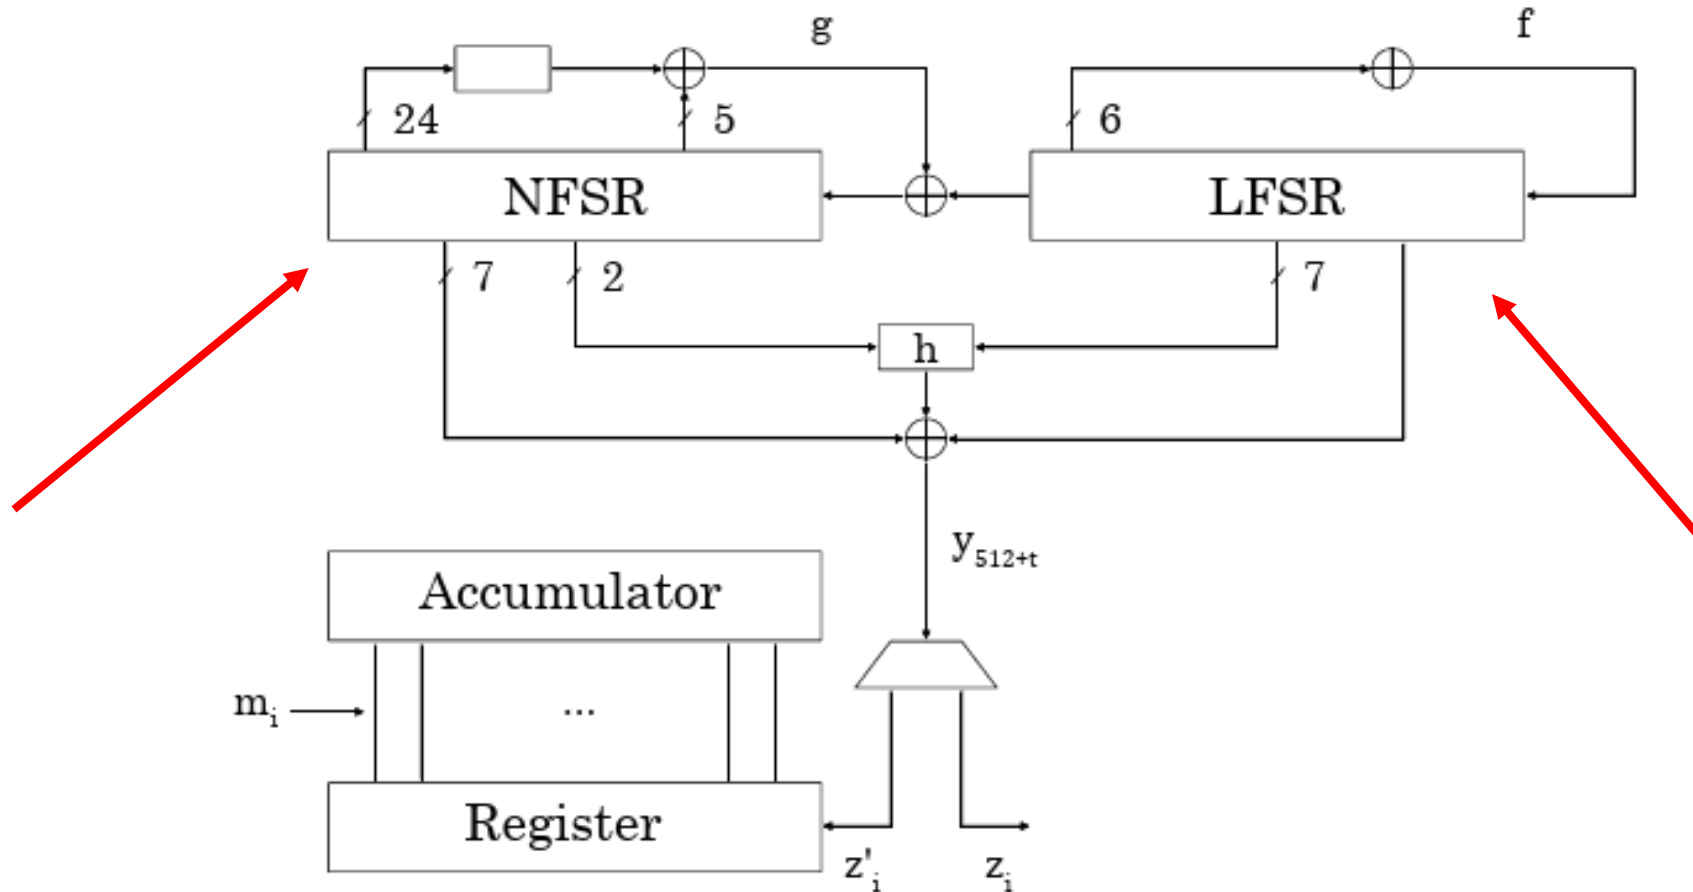 g
f
24
5
6
NFSR
LFSR
7
2
7
h
y512+t
Accumulator
mi
...
Register
z'i
zi